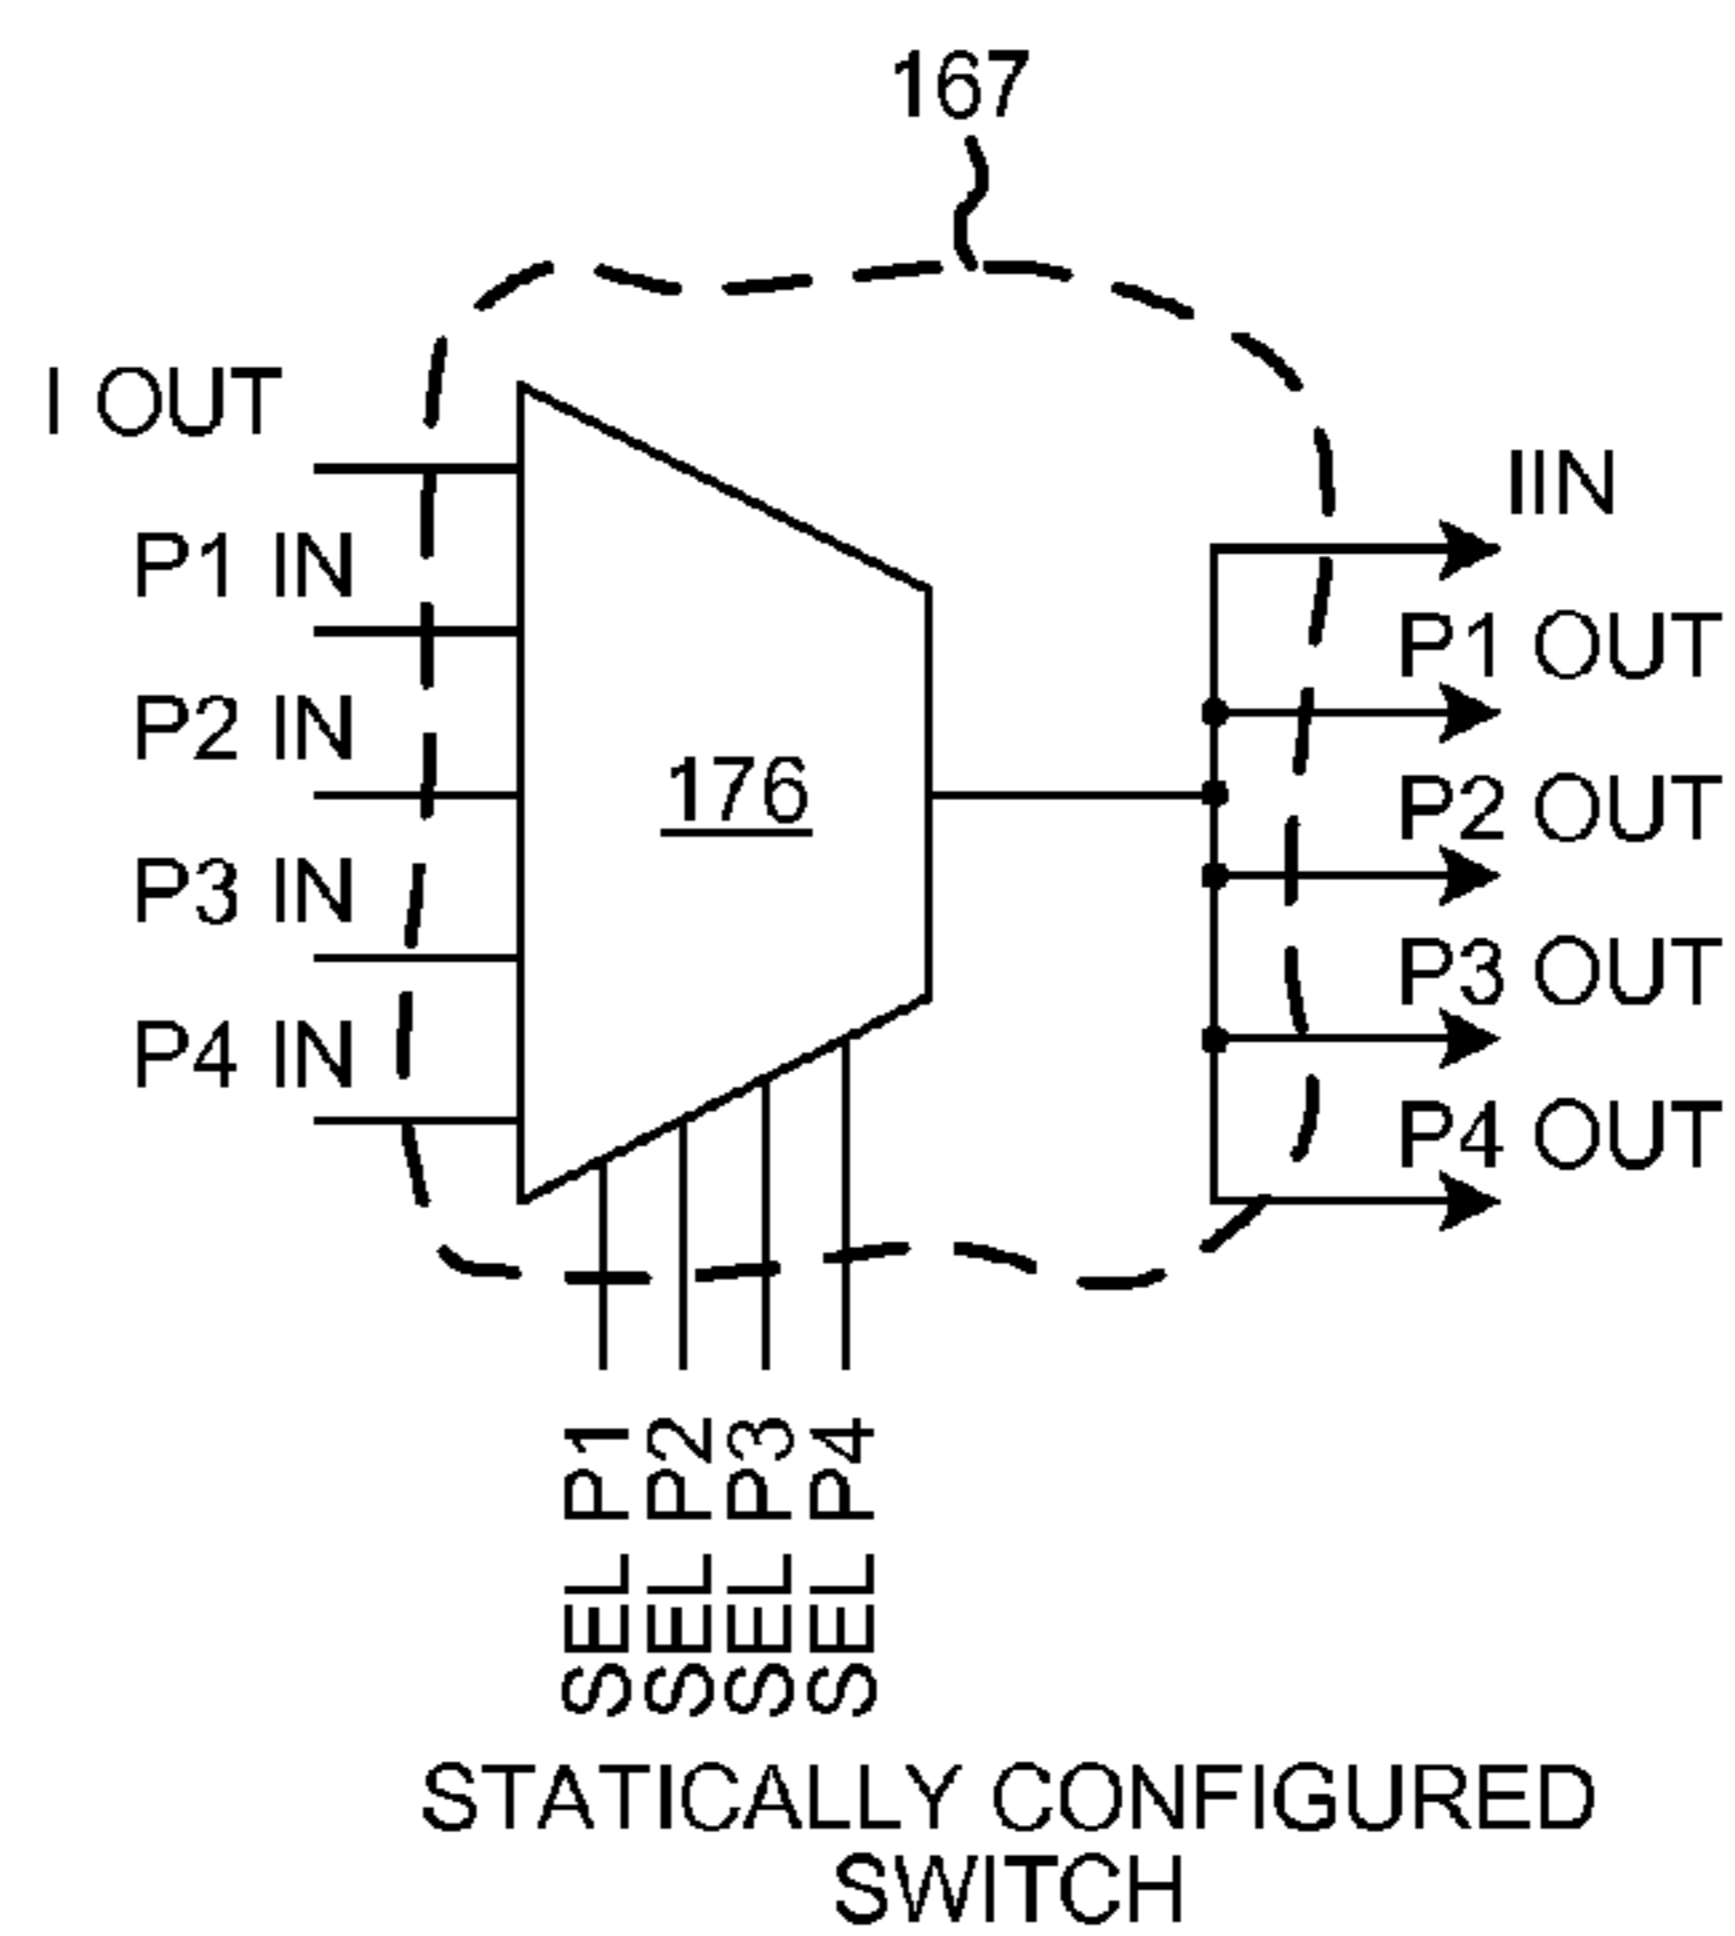 167
I OUT
P1 IN
P2 IN
P3 IN
P4 IN
176
IIN
P1 OUT
P2 OUT
P3 OUT
P4 OUT
SEL P1
SEL P2
SEL P3
SEL P4
STATICALLY CONFIGURED
SWITCH